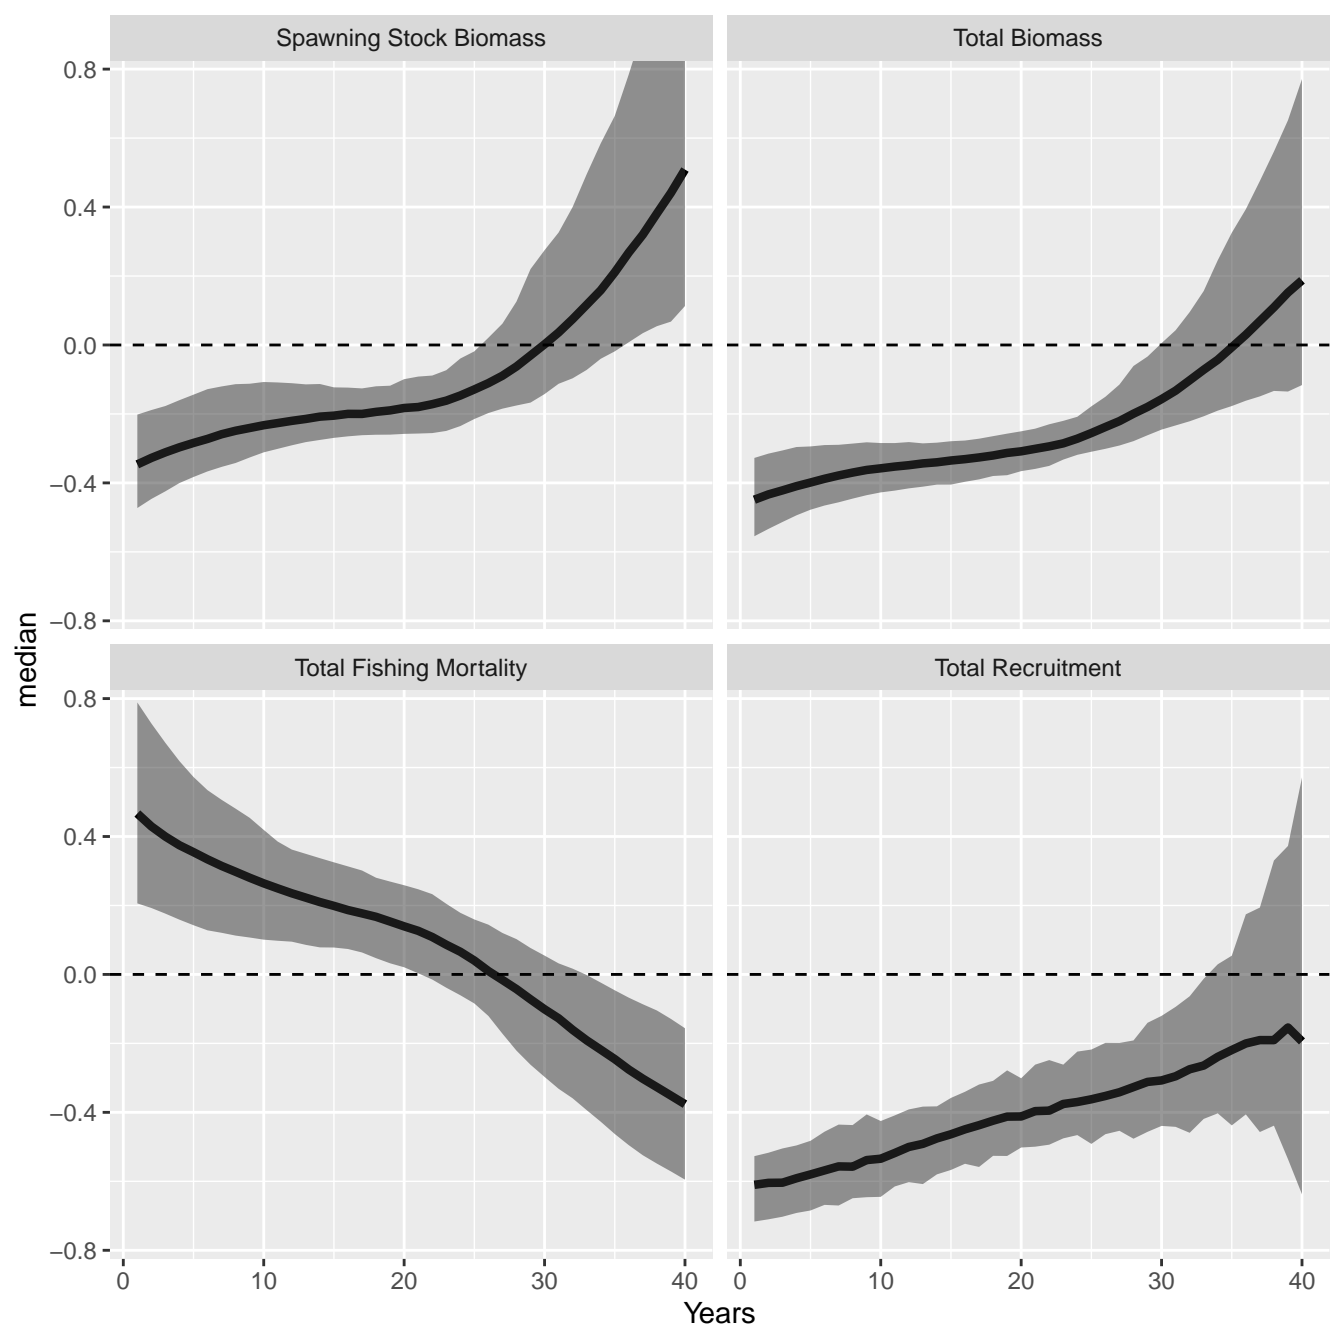 Spawning Stock Biomass
Total Biomass
0.8
0.4
0.0
−0.4
−0.8
median
Total Fishing Mortality
Total Recruitment
0.8
0.4
0.0
−0.4
−0.8
0 10 20 30 40
0 10 20 30 40
Years